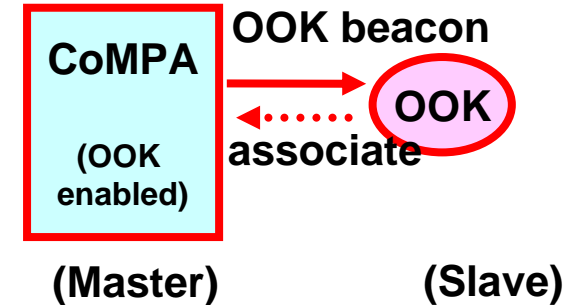 OOK beacon
CoMPA
OOK
associate
(OOK
enabled)
(Master)
(Slave)